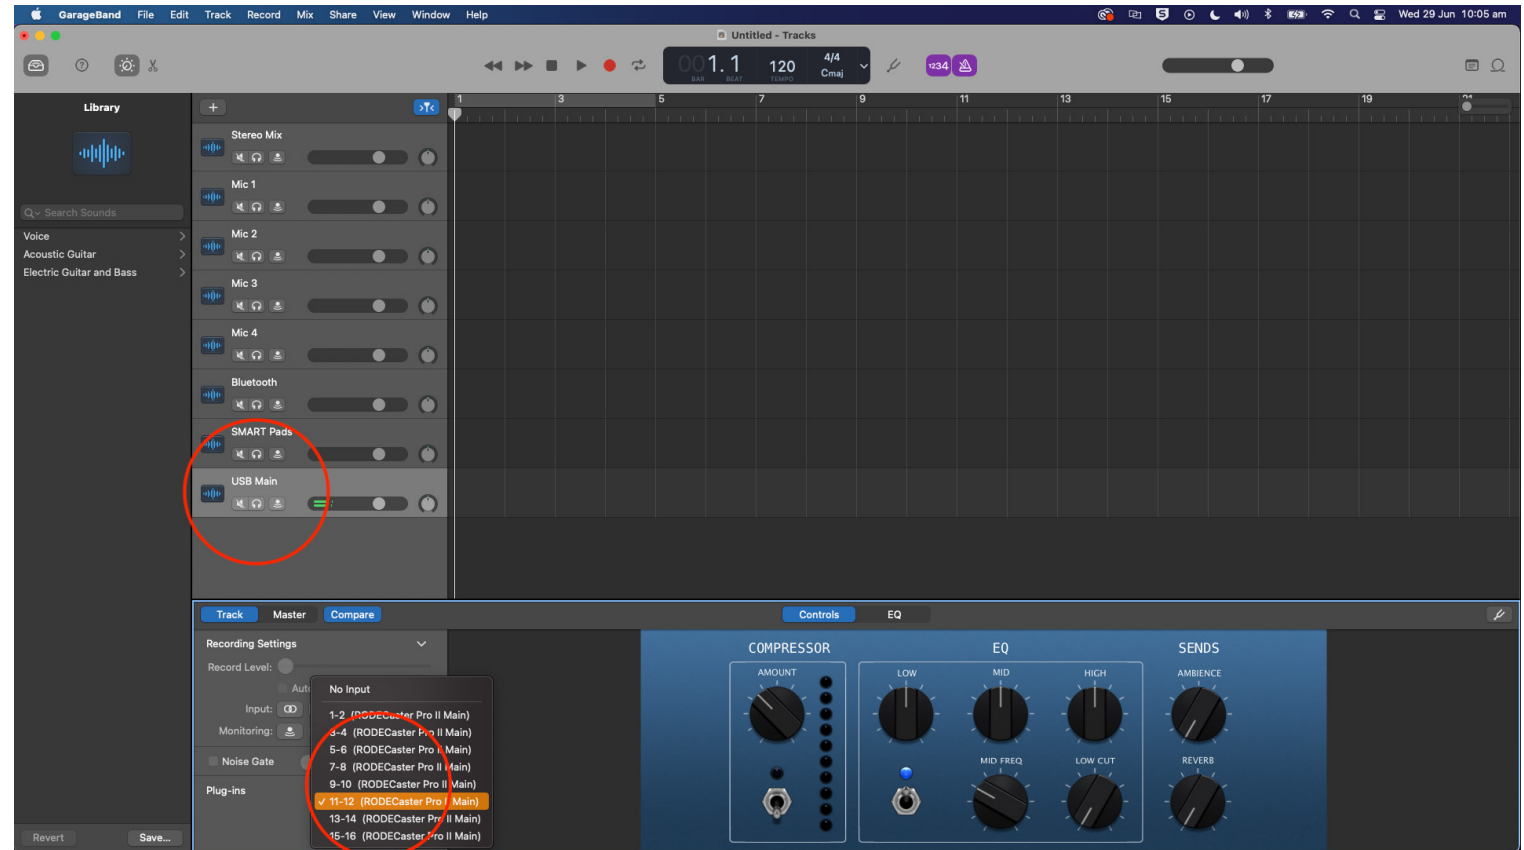 GarageBand File Edit Track Record Mix Share View Window Help
Wed 29 Jun 10:05 am
Untitled - Tracks
001.1 120 4/4
BAR BEAT TEMPO Cmaj
1234
Library
1 3 5 7 9 11 13 15 17 19
Stereo Mix
Mic 1
Search Sounds
Voice
Mic 2
Acoustic Guitar
Electric Guitar and Bass
Mic 3
Mic 4
Bluetooth
SMART Pads
USB Main
Track Master Compare
Controls EQ
Recording Settings
Record Level:
Input:
Monitoring:
Noise Gate
Plug-ins
No Input
1-2 (RODECaster Pro II Main)
3-4 (RODECaster Pro II Main)
5-6 (RODECaster Pro II Main)
7-8 (RODECaster Pro II Main)
9-10 (RODECaster Pro II Main)
✓ 11-12 (RODECaster Pro II Main)
13-14 (RODECaster Pro II Main)
15-16 (RODECaster Pro II Main)
COMPRESSOR EQ SENDS
AMOUNT LOW MID HIGH AMBIENCE
MID FREQ LOW CUT REVERB
Revert Save...